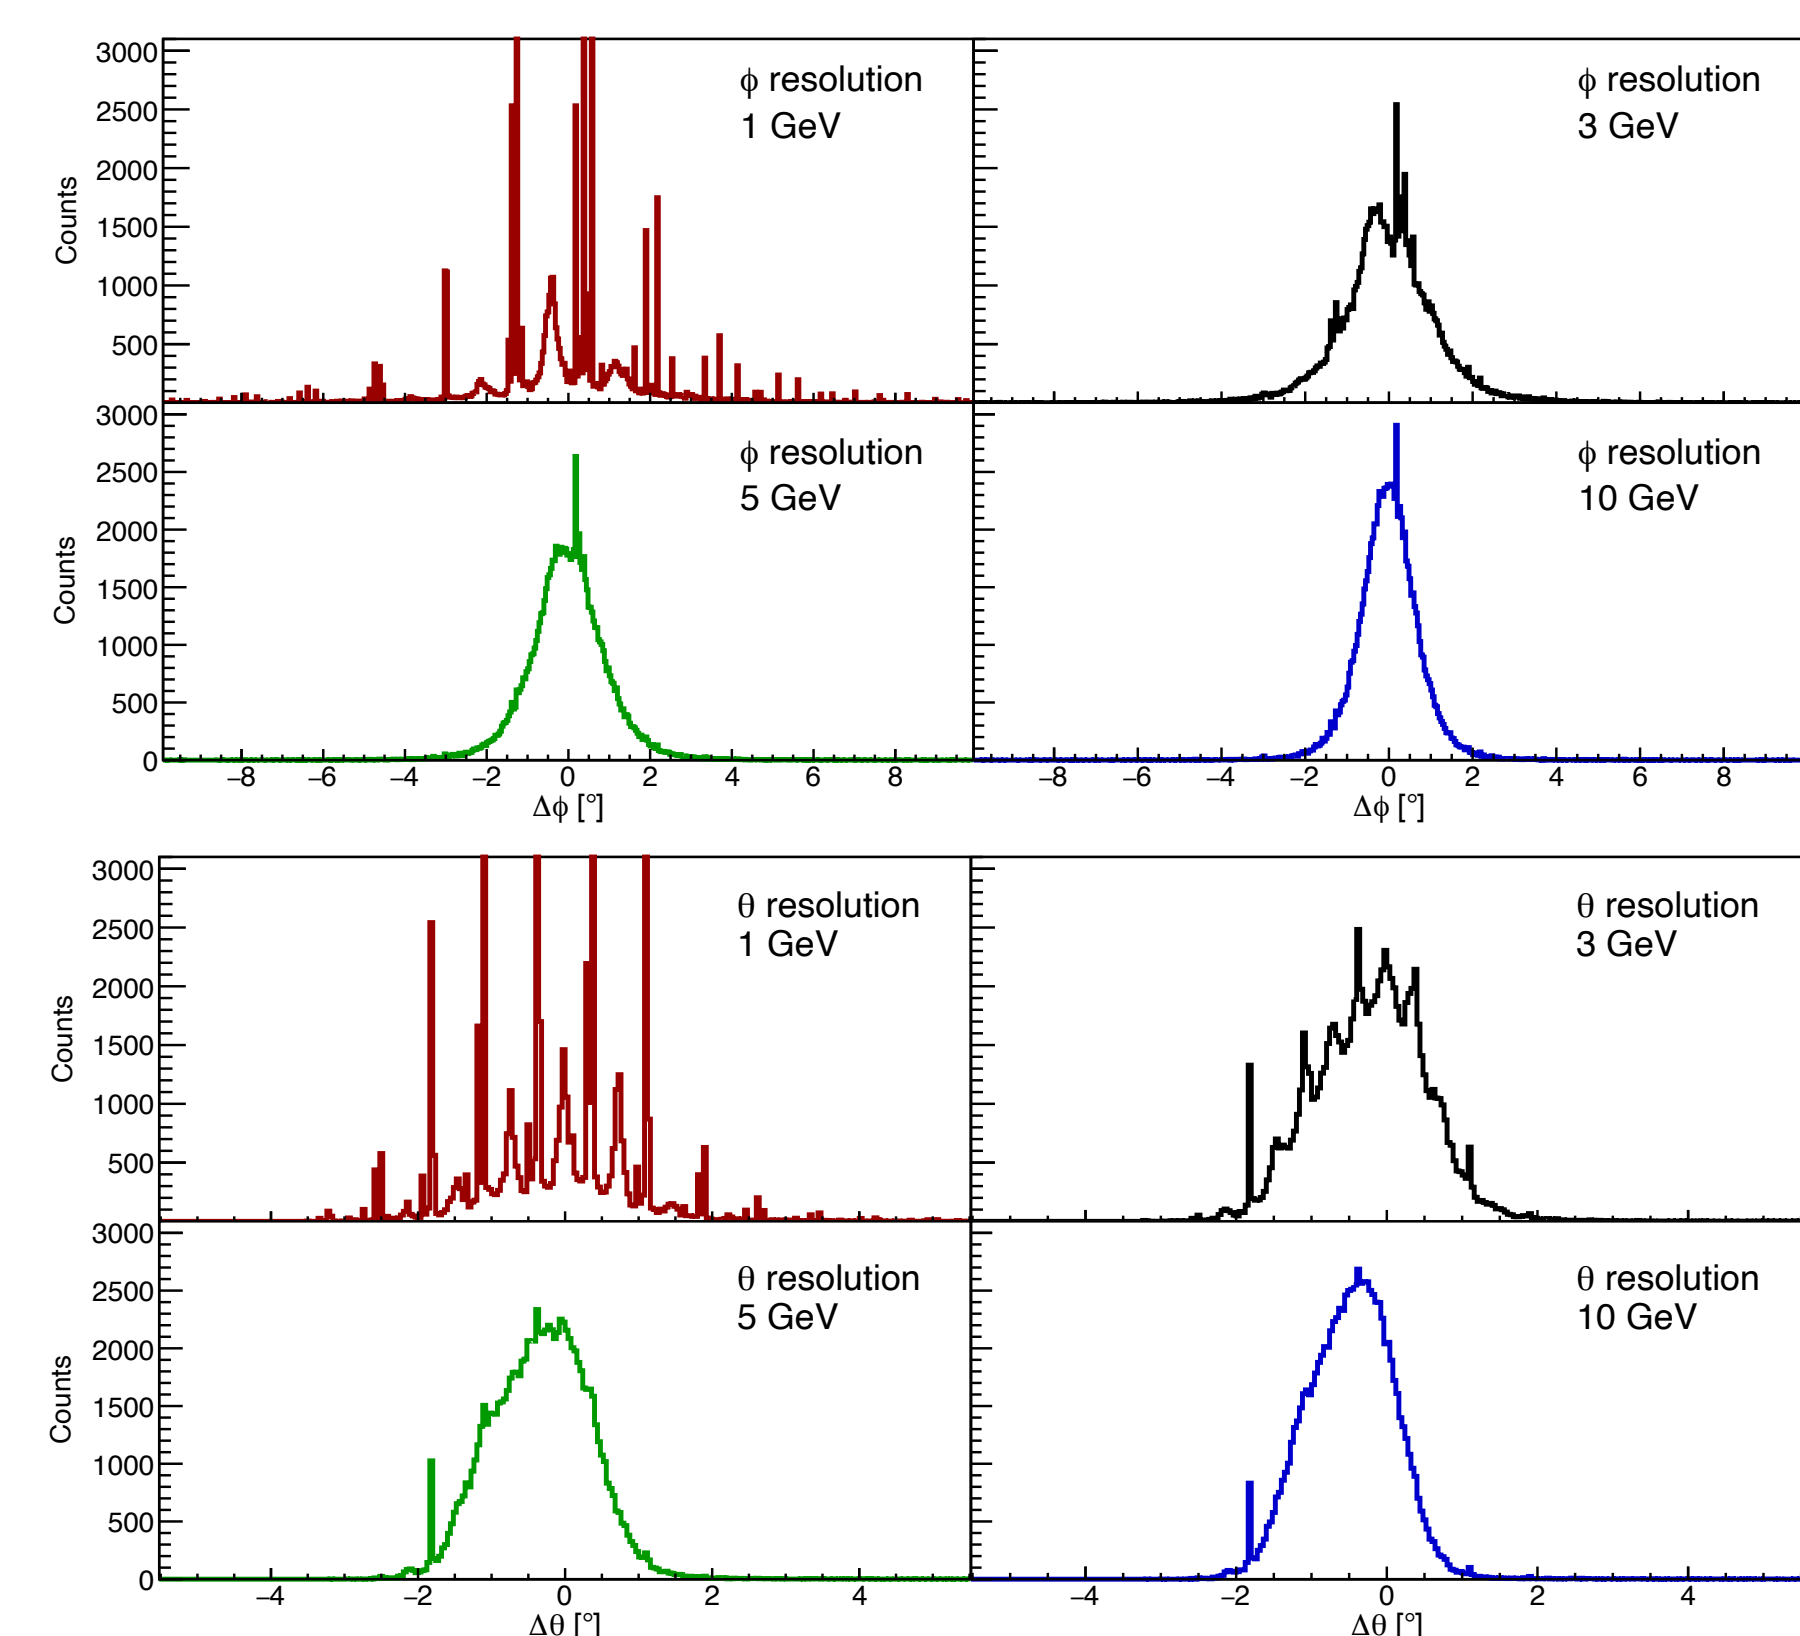 3000
2500
2000
1500
1000
500
Counts
ϕ resolution
1 GeV
ϕ resolution
3 GeV
3000
2500
2000
1500
1000
500
0
Counts
ϕ resolution
5 GeV
ϕ resolution
10 GeV
−8 −6 −4 −2 0 2 4 6 8
−8 −6 −4 −2 0 2 4 6 8
Δϕ [°]
Δϕ [°]
3000
2500
2000
1500
1000
500
Counts
θ resolution
1 GeV
θ resolution
3 GeV
3000
2500
2000
1500
1000
500
0
Counts
θ resolution
5 GeV
θ resolution
10 GeV
−4 −2 0 2 4
−4 −2 0 2 4
Δθ [°]
Δθ [°]